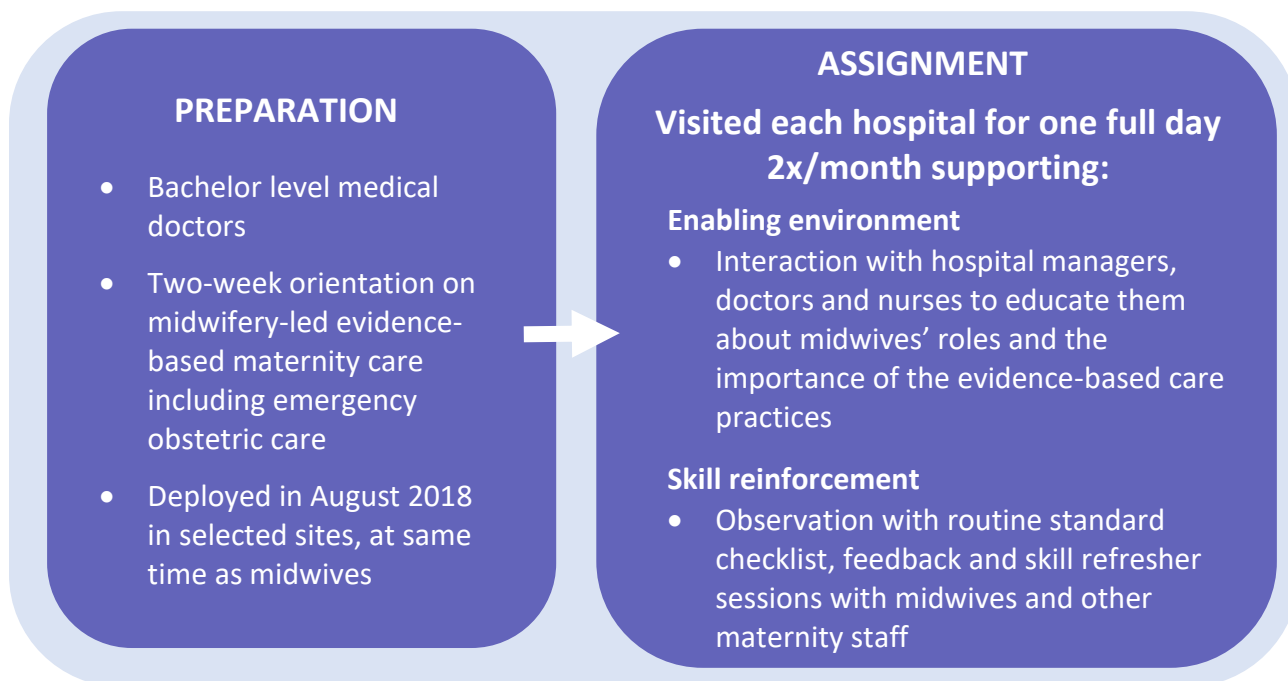 PREPARATION
• Bachelor level medical
doctors
• Two-week orientation on
midwifery-led evidence-
based maternity care
including emergency
obstetric care
• Deployed in August 2018
in selected sites, at same
time as midwives
ASSIGNMENT
Visited each hospital for one full day
2x/month supporting:
Enabling environment
• Interaction with hospital managers,
doctors and nurses to educate them
about midwives’ roles and the
importance of the evidence-based care
practices
Skill reinforcement
• Observation with routine standard
checklist, feedback and skill refresher
sessions with midwives and other
maternity staff